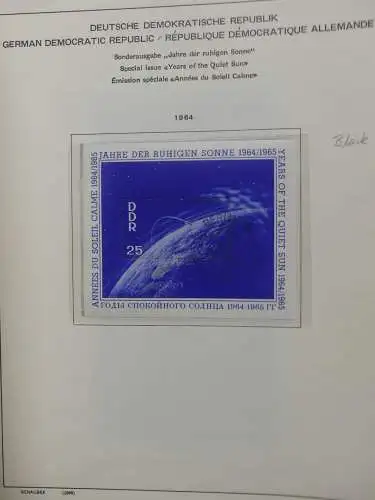 DEUTSCHE DEMOKRATISCHE REPUBLIK
GERMAN DEMOCRATIC REPUBLIC / RÉPUBLIQUE DÉMOCRATIQUE ALLEMANDE
Sonderausgabe „Jahre der ruhigen Sonne"
Special issue «Years of the Quiet Sun»
Émission spéciale «Années du Soleil Calme»
1964
Block
JAHRE DER RUHIGEN SONNE 1964/1965
YEARS OF THE QUIET SUN 1964/1965
ANNÉES DU SOLEIL CALME 1964/1965
DDR
25
ГОДЫ СПОКОЙНОГО СОЛНЦА 1964-1965 ГГ
SCHAUBEK